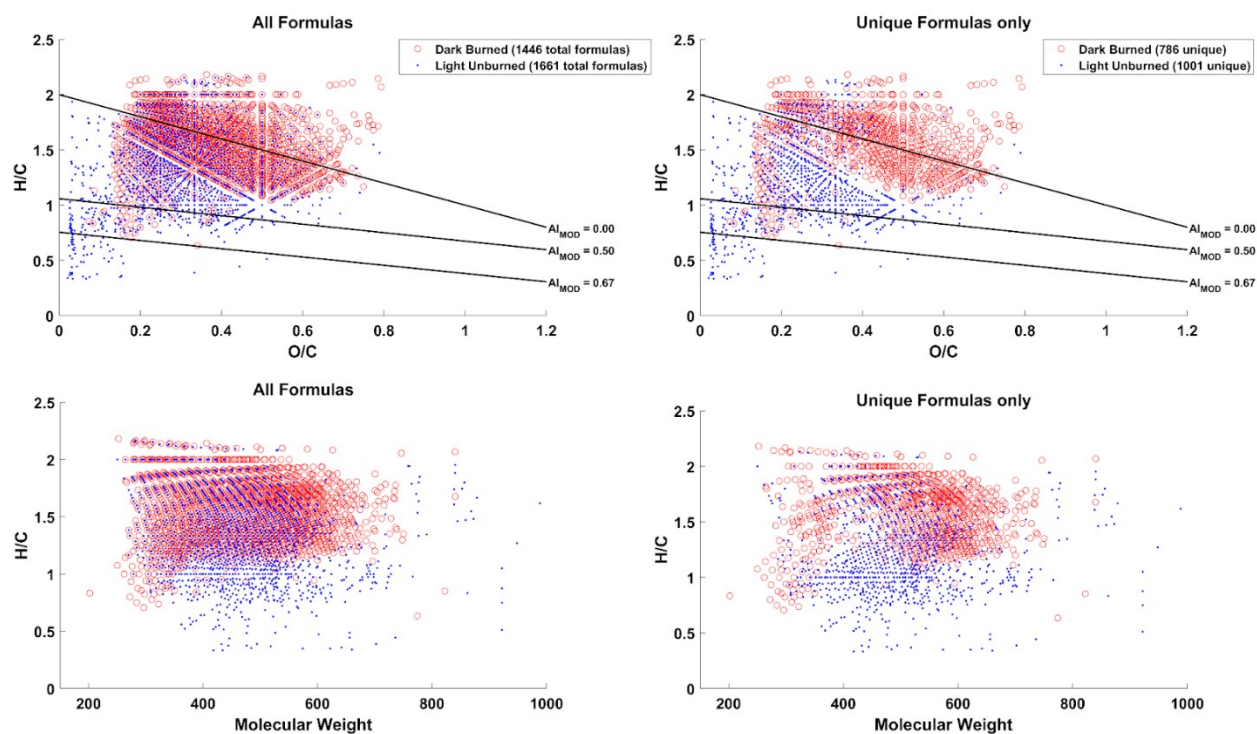 All Formulas
Dark Burned (1446 total formulas)
Light Unburned (1661 total formulas)
2.5
2
1.5
1
0.5
0
H/C
0
0.2
0.4
0.6
0.8
1
1.2
O/C
AI_MOD = 0.00
AI_MOD = 0.50
AI_MOD = 0.67
Unique Formulas only
Dark Burned (786 unique)
Light Unburned (1001 unique)
2.5
2
1.5
1
0.5
0
H/C
0
0.2
0.4
0.6
0.8
1
1.2
O/C
AI_MOD = 0.00
AI_MOD = 0.50
AI_MOD = 0.67
All Formulas
2.5
2
1.5
1
0.5
0
H/C
200
400
600
800
1000
Molecular Weight
Unique Formulas only
2.5
2
1.5
1
0.5
0
H/C
200
400
600
800
1000
Molecular Weight